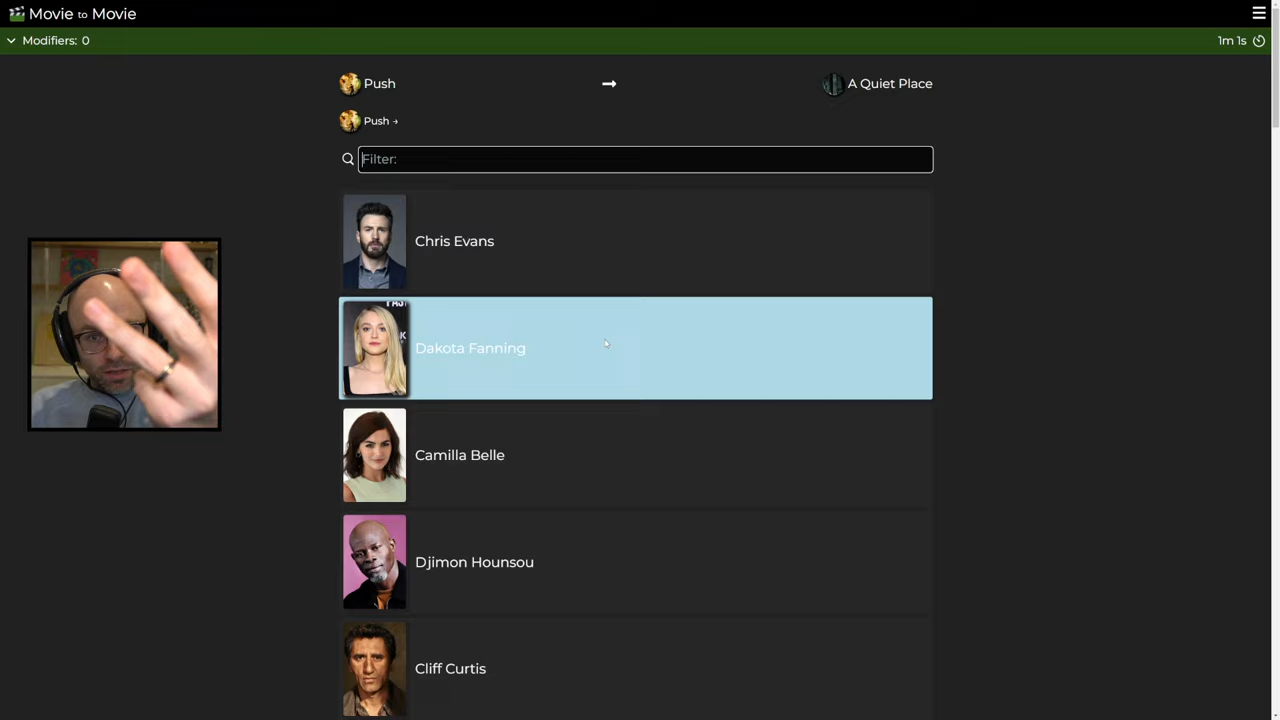 Movie to Movie
Modifiers: 0
1m 1s
Push
A Quiet Place
Push →
Filter:
Chris Evans
Dakota Fanning
Camilla Belle
Djimon Hounsou
Cliff Curtis